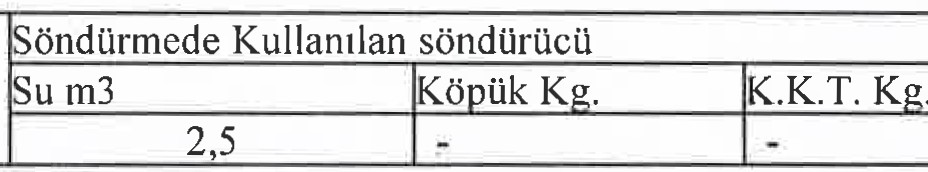 Söndürmede Kullanılan söndürücü
Su m3 Köpük Kg. K.K.T. Kg.
2,5 - -